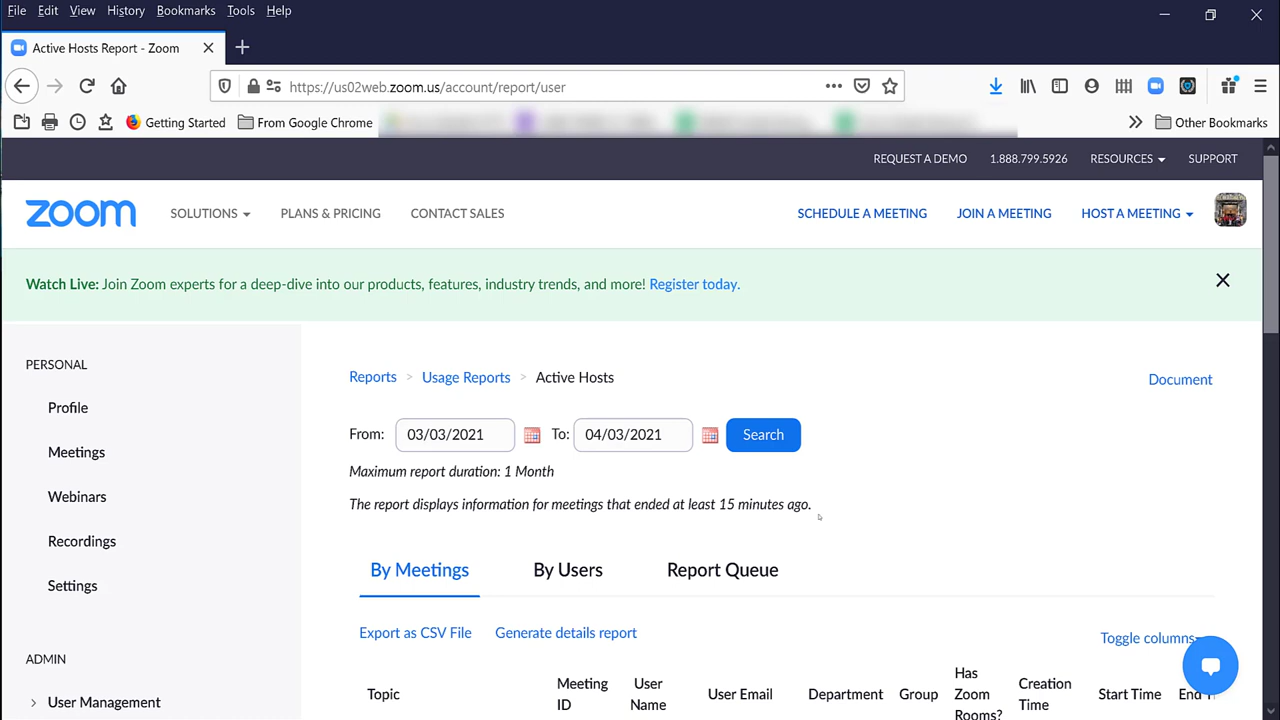 File Edit View History Bookmarks Tools Help
Active Hosts Report - Zoom
https://us02web.zoom.us/account/report/user
Getting Started From Google Chrome Other Bookmarks
REQUEST A DEMO 1.888.799.5926 RESOURCES SUPPORT
zoom SOLUTIONS PLANS & PRICING CONTACT SALES SCHEDULE A MEETING JOIN A MEETING HOST A MEETING
Watch Live: Join Zoom experts for a deep-dive into our products, features, industry trends, and more! Register today.
PERSONAL
Profile
Meetings
Webinars
Recordings
Settings
ADMIN
User Management
Reports > Usage Reports > Active Hosts
Document
From: 03/03/2021 To: 04/03/2021 Search
Maximum report duration: 1 Month
The report displays information for meetings that ended at least 15 minutes ago.
By Meetings By Users Report Queue
Export as CSV File Generate details report Toggle columns
Topic
Meeting
ID
User
Name
User Email
Department
Group
Has
Zoom
Rooms?
Creation
Time
Start Time
End